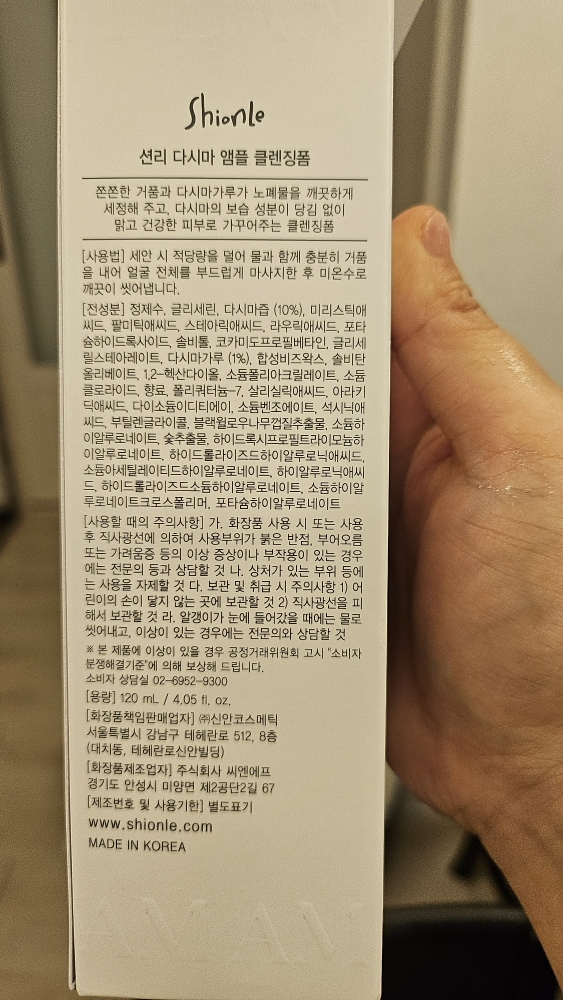 Shionle
션리 다시마 앰플 클렌징폼
쫀쫀한 거품과 다시마가루가 노폐물을 깨끗하게
세정해 주고, 다시마의 보습 성분이 당김 없이
맑고 건강한 피부로 가꾸어주는 클렌징폼
[사용법] 세안 시 적당량을 덜어 물과 함께 충분히 거품
을 내어 얼굴 전체를 부드럽게 마사지한 후 미온수로
깨끗이 씻어냅니다.
[전성분] 정제수, 글리세린, 다시마즙 (10%), 미리스틱애
씨드, 팔미틱애씨드, 스테아릭애씨드, 라우릭애씨드, 포타
슘하이드록사이드, 솔비톨, 코카미도프로필베타인, 글리세
릴스테아레이트, 다시마가루 (1%), 합성비즈왁스, 솔비탄
올리베이트, 1,2-헥산다이올, 소듐폴리아크릴레이트, 소듐
클로라이드, 향료, 폴리쿼터늄-7, 살리실릭애씨드, 아라키
딕애씨드, 다이소듐이디티에이, 소듐벤조에이트, 석시닉애
씨드, 부틸렌글라이콜, 블랙윌로우나무껍질추출물, 소듐하
이알루로네이트, 숯추출물, 하이드록시프로필트라이모늄하
이알루로네이트, 하이드롤라이즈드하이알루로닉애씨드,
소듐아세틸레이티드하이알루로네이트, 하이알루로닉애씨
드, 하이드롤라이즈드소듐하이알루로네이트, 소듐하이알
루로네이트크로스폴리머, 포타슘하이알루로네이트
[사용할 때의 주의사항] 가. 화장품 사용 시 또는 사용
후 직사광선에 의하여 사용부위가 붉은 반점, 부어오름
또는 가려움증 등의 이상 증상이나 부작용이 있는 경우
에는 전문의 등과 상담할 것 나. 상처가 있는 부위 등에
는 사용을 자제할 것 다. 보관 및 취급 시 주의사항 1) 어
린이의 손이 닿지 않는 곳에 보관할 것 2) 직사광선을 피
해서 보관할 것 라. 알갱이가 눈에 들어갔을 때에는 물로
씻어내고, 이상이 있는 경우에는 전문의와 상담할 것
※ 본 제품에 이상이 있을 경우 공정거래위원회 고시 "소비자
분쟁해결기준"에 의해 보상해 드립니다.
소비자 상담실 02-6952-9300
[용량] 120 mL / 4.05 fl. oz.
[화장품책임판매업자] ㈜신안코스메틱
서울특별시 강남구 테헤란로 512, 8층
(대치동, 테헤란로신안빌딩)
[화장품제조업자] 주식회사 씨엔에프
경기도 안성시 미양면 제2공단2길 67
[제조번호 및 사용기한] 별도표기
www.shionle.com
MADE IN KOREA